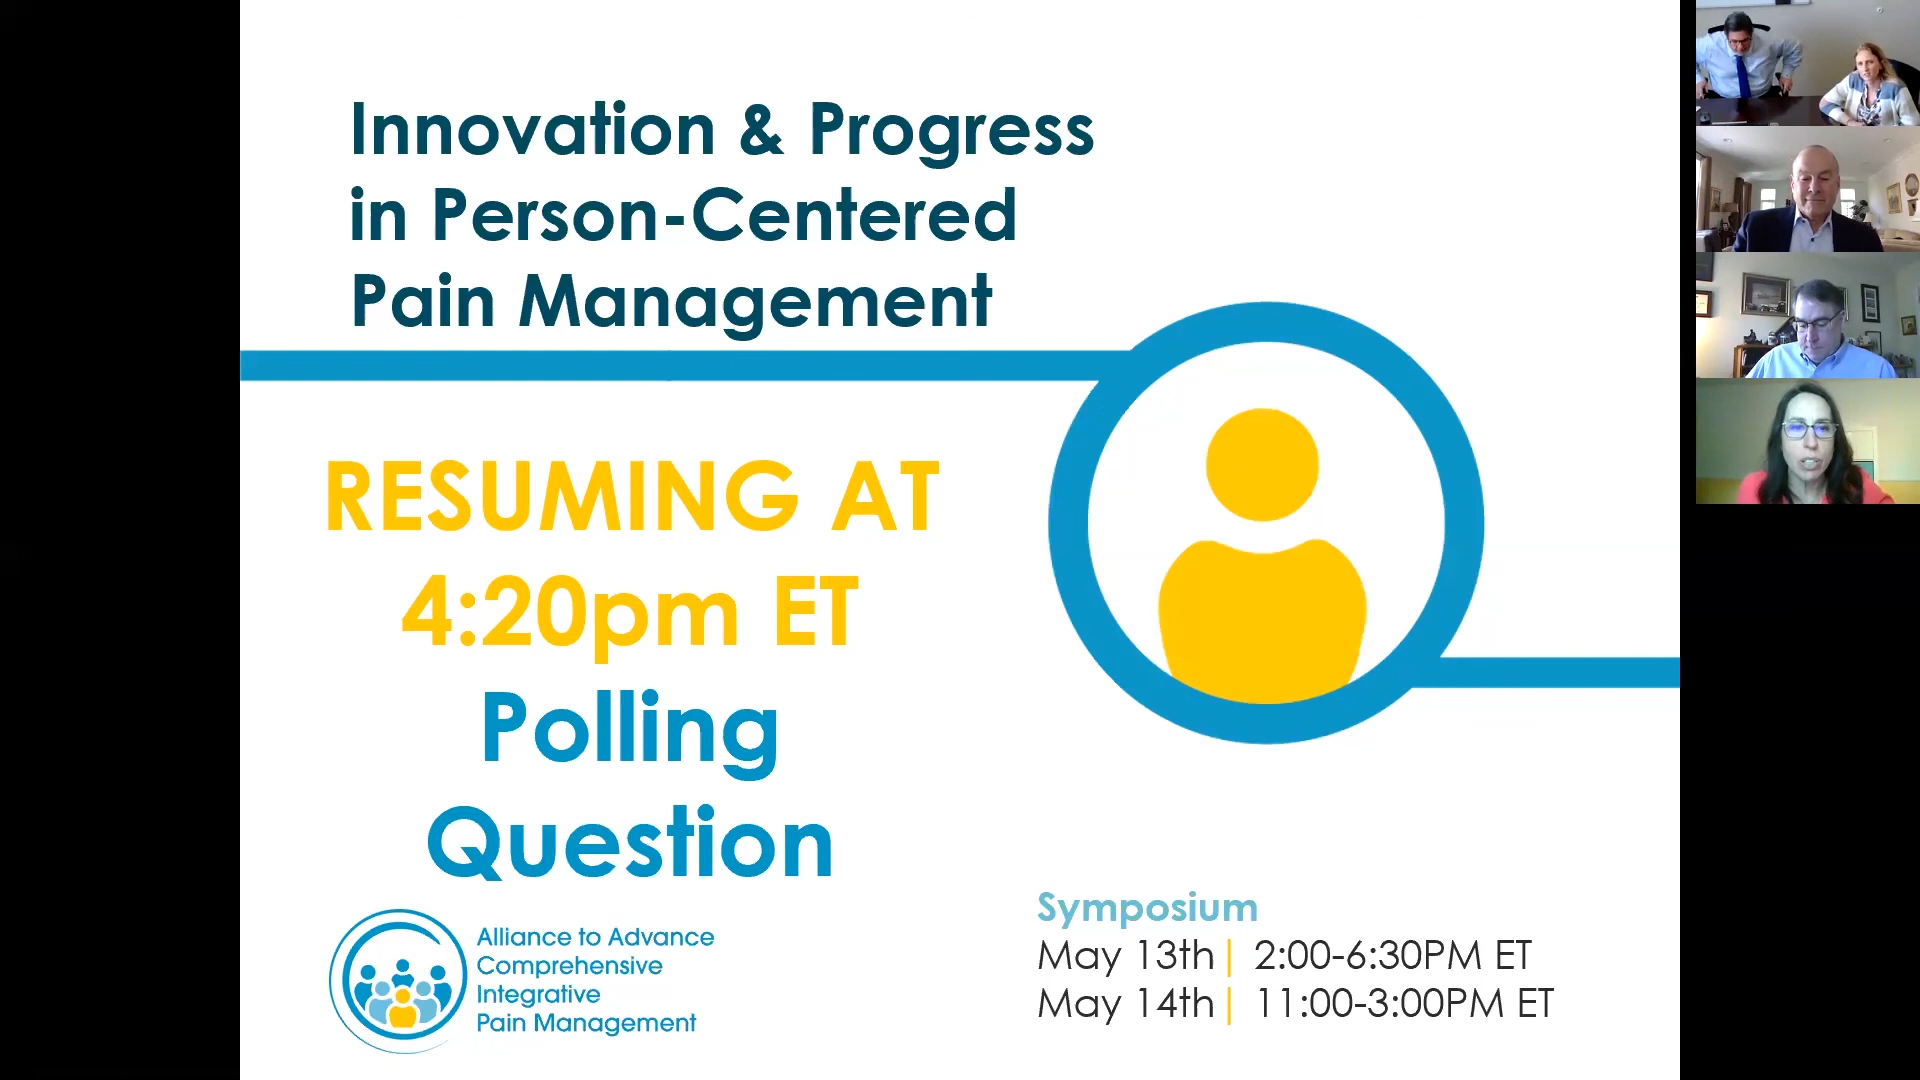 Innovation & Progress
in Person-Centered
Pain Management
RESUMING AT
4:20pm ET
Polling
Question
Alliance to Advance
Comprehensive
Integrative
Pain Management
Symposium
May 13th| 2:00-6:30PM ET
May 14th| 11:00-3:00PM ET